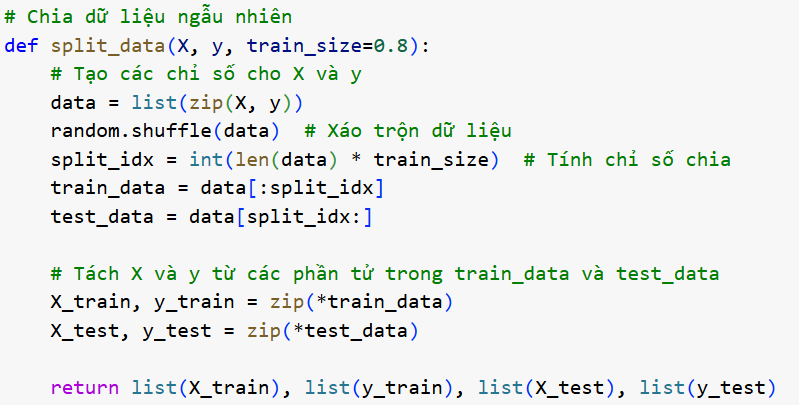 # Chia dữ liệu ngẫu nhiên
def split_data(X, y, train_size=0.8):
    # Tạo các chỉ số cho X và y
    data = list(zip(X, y))
    random.shuffle(data)  # Xáo trộn dữ liệu
    split_idx = int(len(data) * train_size)  # Tính chỉ số chia
    train_data = data[:split_idx]
    test_data = data[split_idx:]

    # Tách X và y từ các phần tử trong train_data và test_data
    X_train, y_train = zip(*train_data)
    X_test, y_test = zip(*test_data)

    return list(X_train), list(y_train), list(X_test), list(y_test)